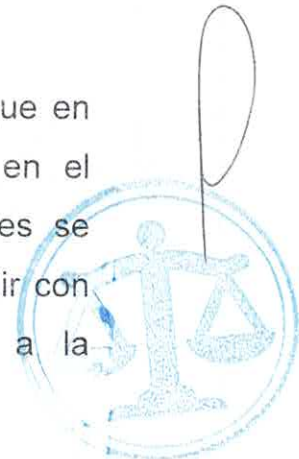 ue en
en el
es se
ir con
a la